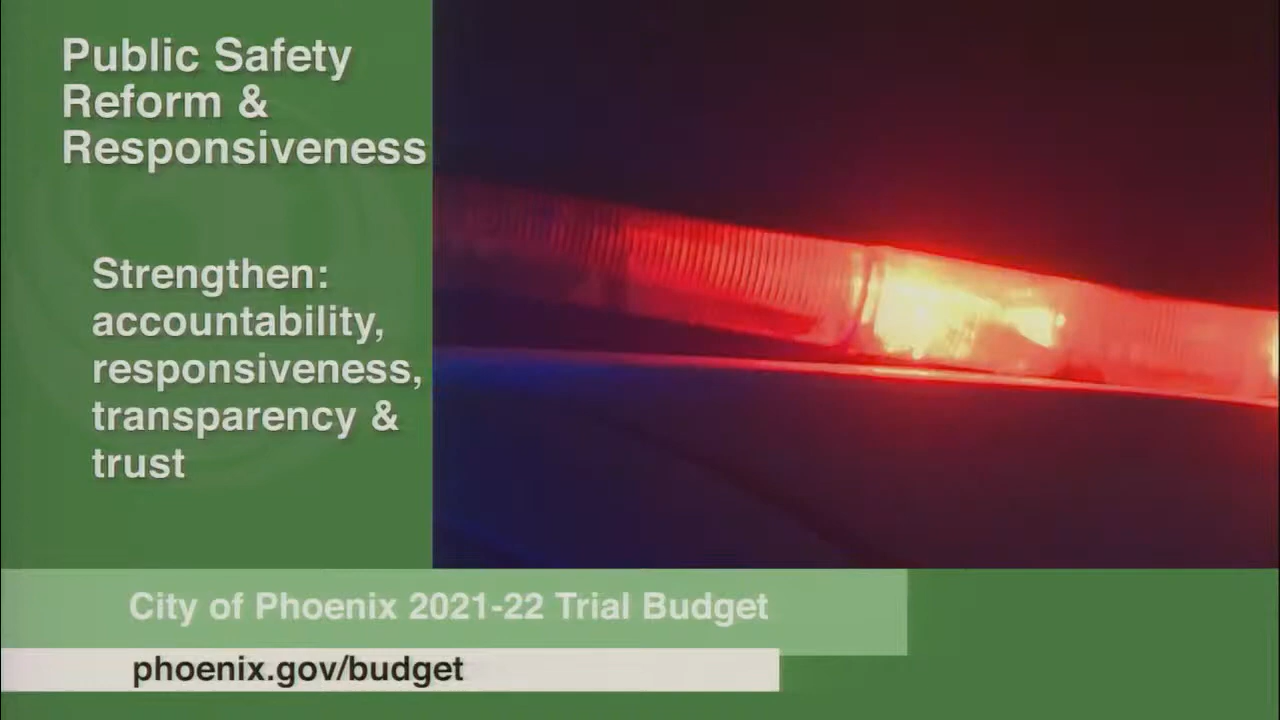 Public Safety
Reform &
Responsiveness
Strengthen:
accountability,
responsiveness,
transparency &
trust
City of Phoenix 2021-22 Trial Budget
phoenix.gov/budget